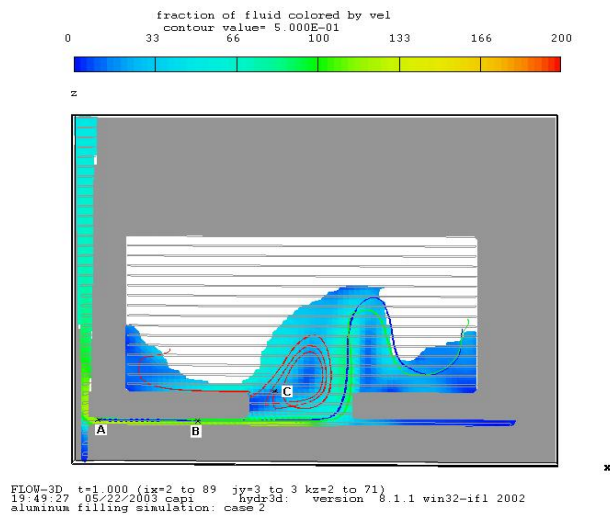 fraction of fluid colored by vel
contour value= 5.000E-01
0 33 66 100 133 166 200
z
C
A
B
x
FLOW-3D t=1.000 (ix=2 to 89 jy=3 to 3 kz=2 to 71)
19:49:27 05/22/2003 capi hydr3d: version 8.1.1 win32-ifl 2002
aluminum filling simulation: case 2